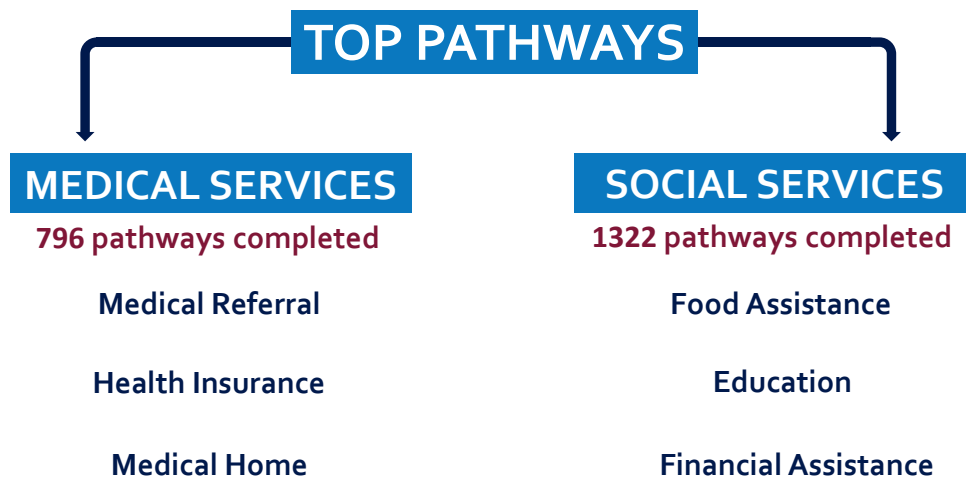 TOP PATHWAYS
MEDICAL SERVICES
796 pathways completed
Medical Referral
Health Insurance
Medical Home
SOCIAL SERVICES
1322 pathways completed
Food Assistance
Education
Financial Assistance